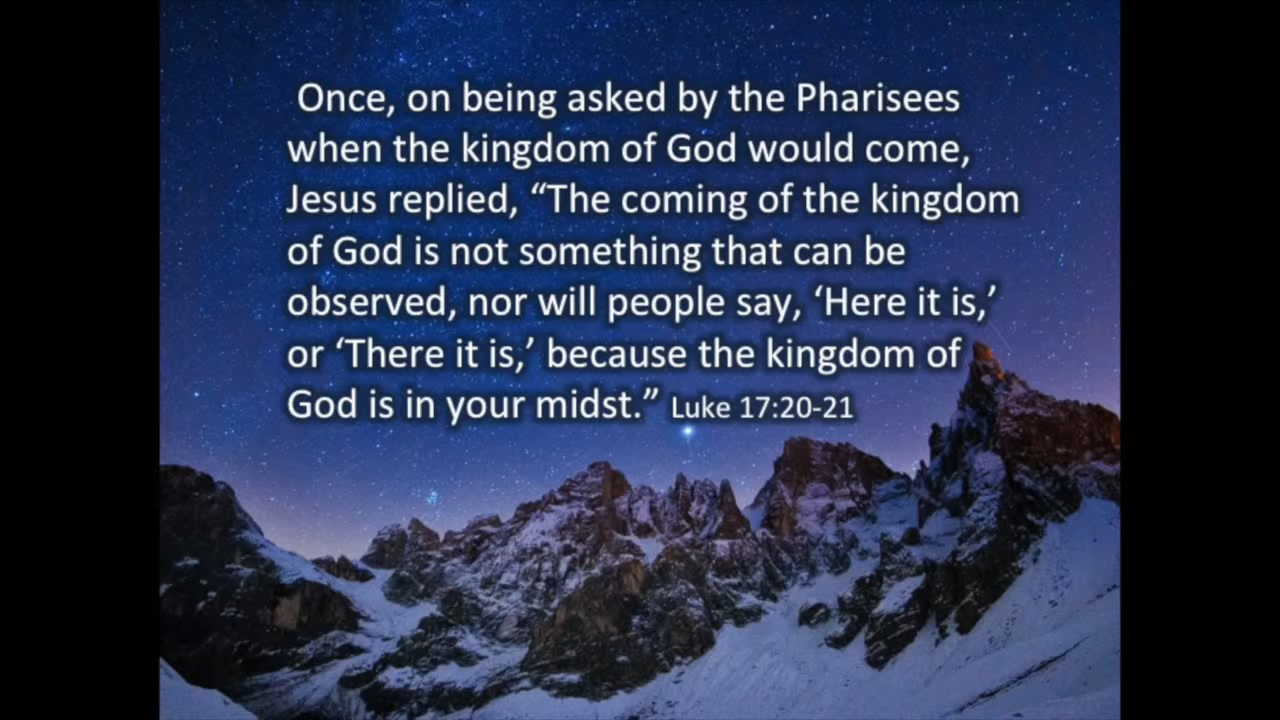 Once, on being asked by the Pharisees
when the kingdom of God would come,
Jesus replied, “The coming of the kingdom
of God is not something that can be
observed, nor will people say, ‘Here it is,’
or ‘There it is,’ because the kingdom of
God is in your midst.” Luke 17:20-21